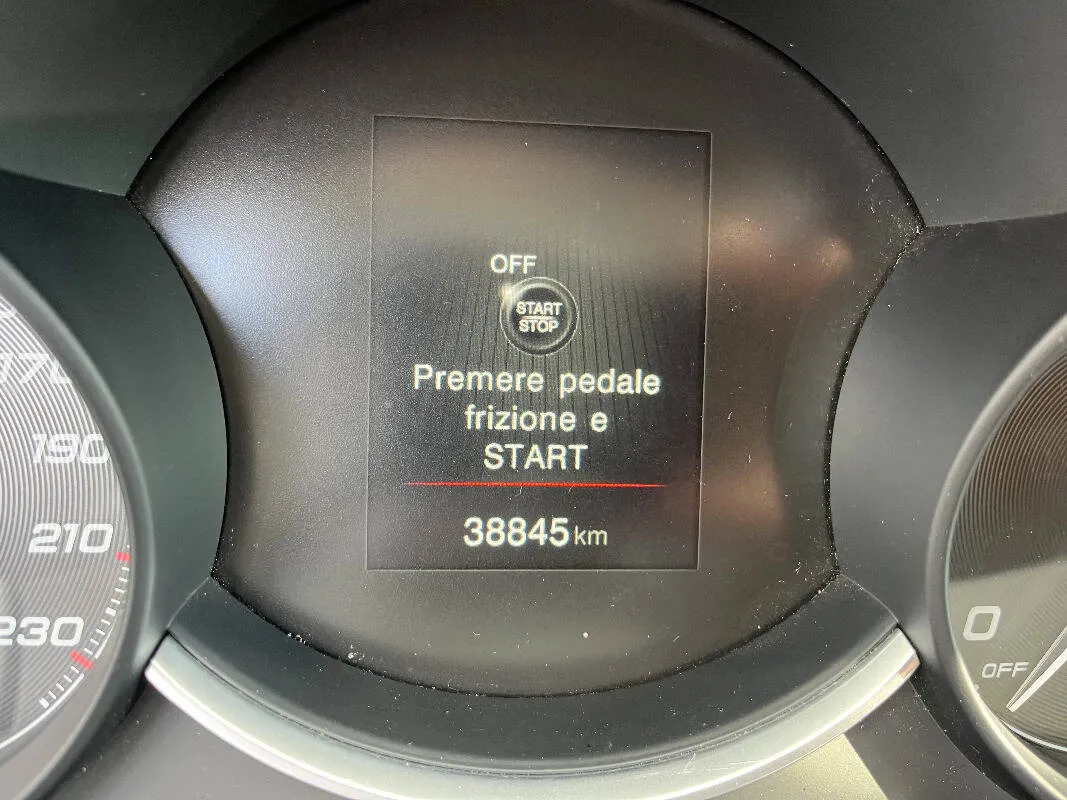 OFF
START
STOP
Premere pedale
frizione e
START
38845 km
190
210
230
0
OFF